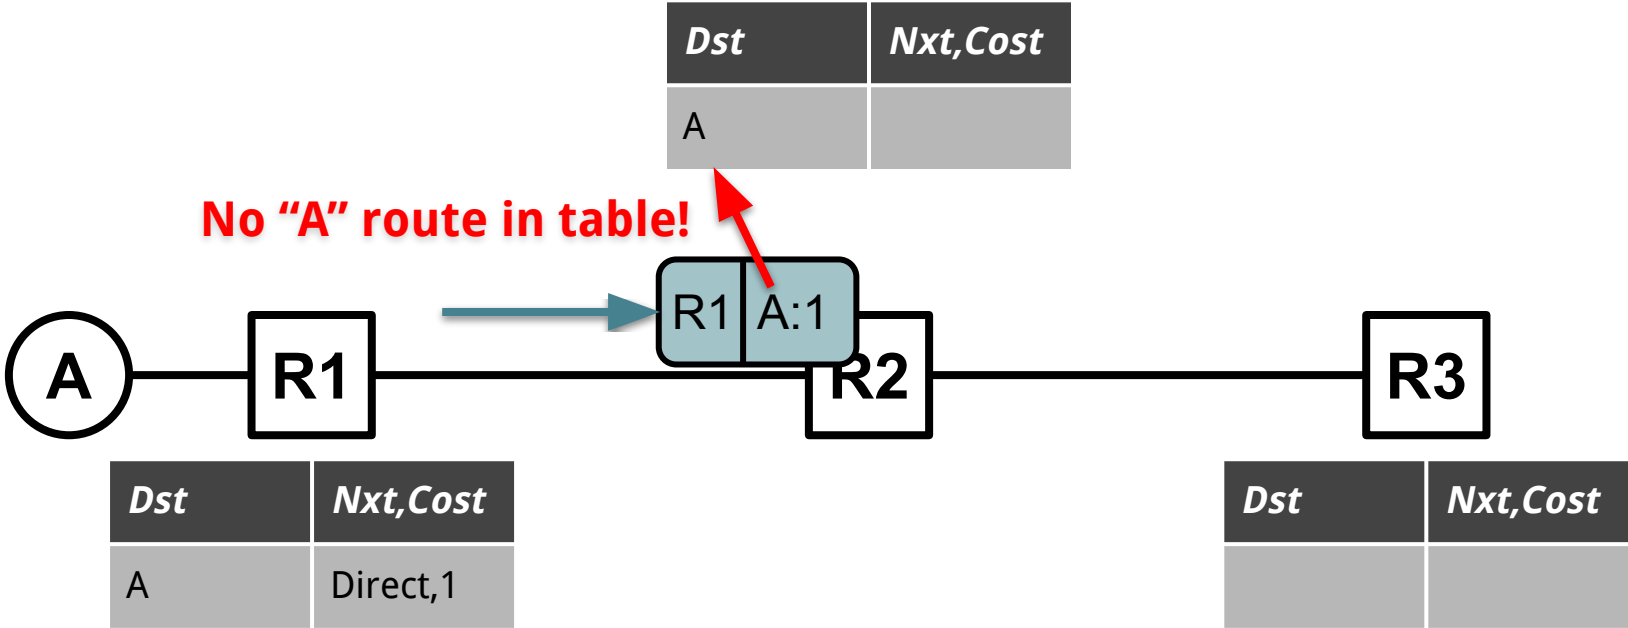 Dst Nxt,Cost
A
No “A” route in table!
R1 A:1
A R1 R2 R3
Dst Nxt,Cost
A Direct,1
Dst Nxt,Cost